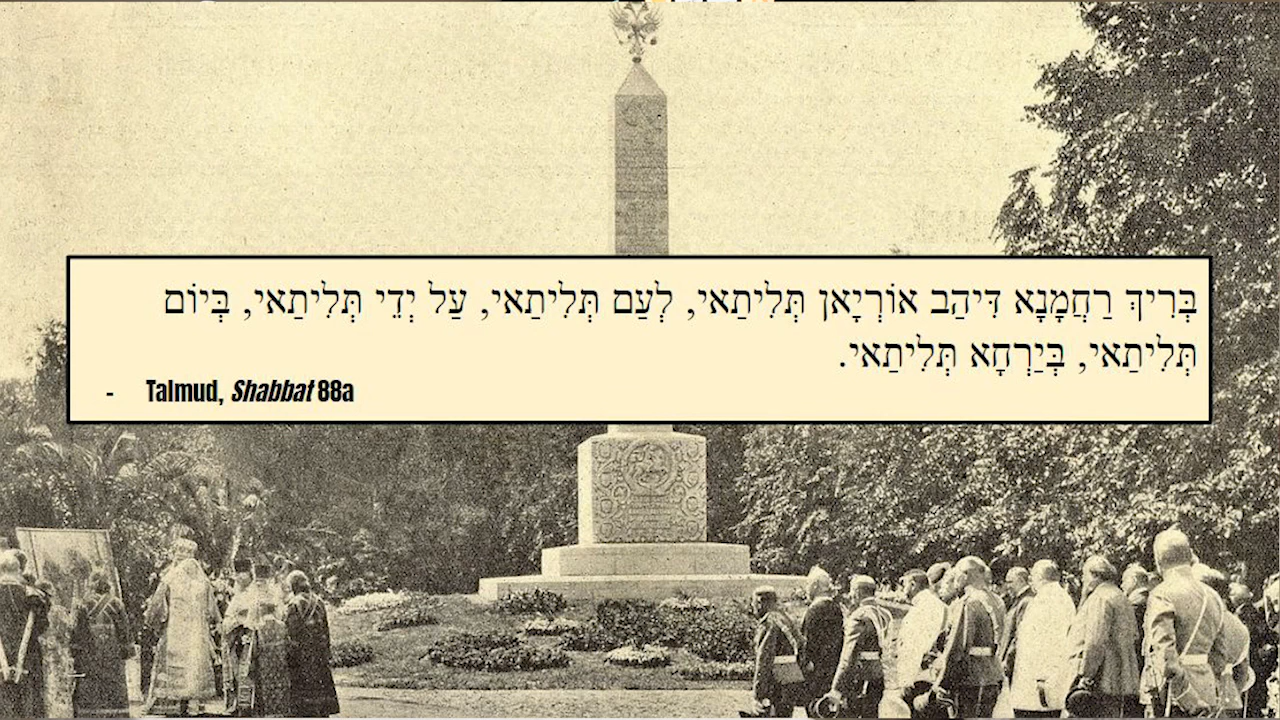 בְּרִיךְ רַחֲמָנָא דִּיהַב אוֹרְיָאן תְּלִיתַאי, לְעַם תְּלִיתַאי, עַל יְדֵי תְּלִיתַאי, בְּיוֹם
תְּלִיתַאי, בְּיַרְחָא תְּלִיתַאי.
- Talmud, Shabbat 88a